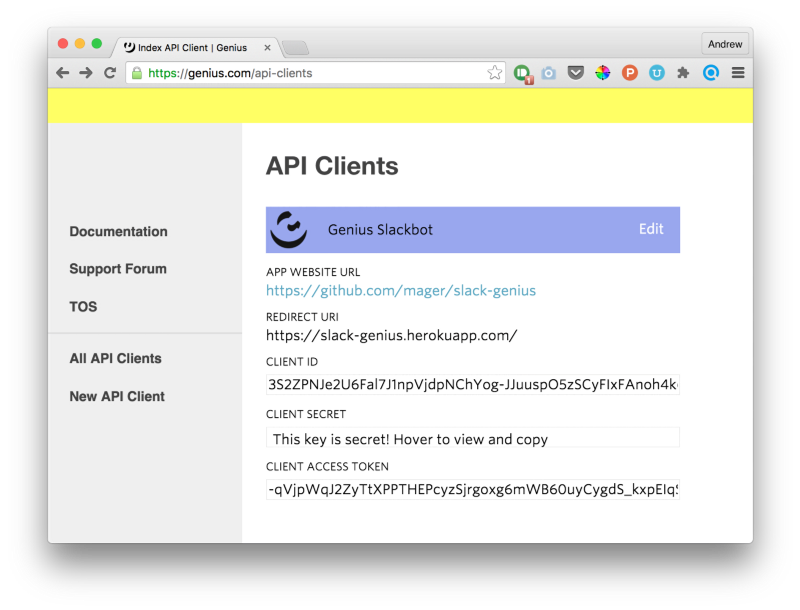 Index API Client | Genius
Andrew
https://genius.com/api-clients
1
API Clients
Genius Slackbot
Edit
Documentation
Support Forum
TOS
All API Clients
New API Client
APP WEBSITE URL
https://github.com/mager/slack-genius
REDIRECT URI
https://slack-genius.herokuapp.com/
CLIENT ID
3S2ZPNJe2U6Fal7J1npVjdpNChYog-JJuuspO5zSCyFIxFAnoh4k
CLIENT SECRET
This key is secret! Hover to view and copy
CLIENT ACCESS TOKEN
-qVjpWqJ2ZyTtXPPTHEPcyzSjrgoxg6mWB60uyCygdS_kxpEIqS